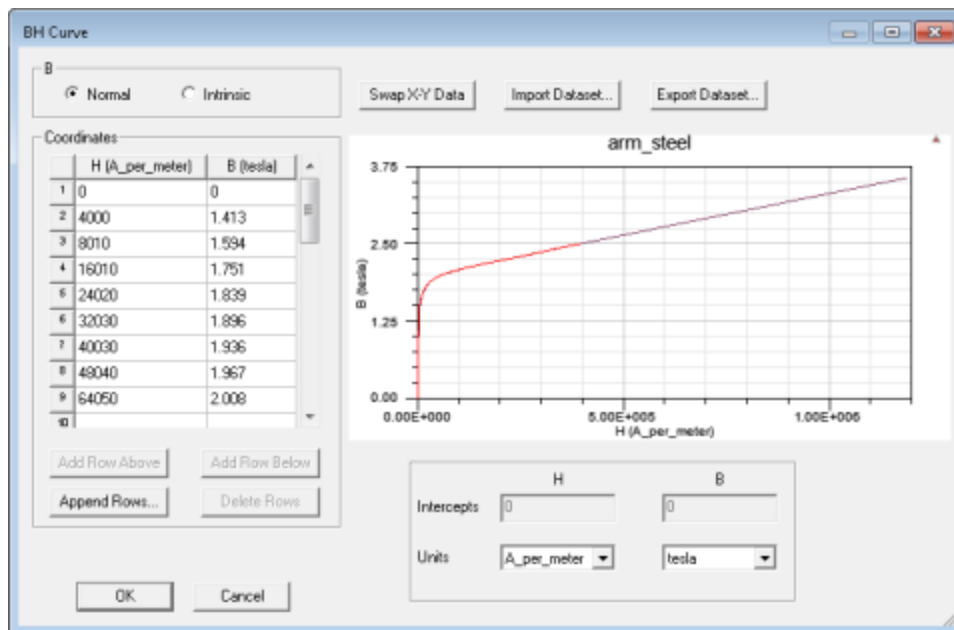 BH Curve
B
Normal
Intrinsic
Swap X-Y Data
Import Dataset...
Export Dataset...
Coordinates
H (A_per_meter) B (tesla)
1 0 0
2 4000 1.413
3 8010 1.594
4 16010 1.751
5 24020 1.839
6 32030 1.896
7 40030 1.936
8 48040 1.967
9 64050 2.008
10
Add Row Above
Add Row Below
Append Rows...
Delete Rows
OK
Cancel
arm_steel
3.75
2.50
1.25
0.00
B (tesla)
0.00E+000 5.00E+005 1.00E+006
H (A_per_meter)
H B
Intercepts 0 0
Units A_per_meter tesla